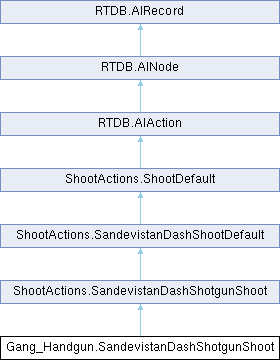 RTDB.AIRecord
RTDB.AINode
RTDB.AIAction
ShootActions.ShootDefault
ShootActions.SandevistanDashShootDefault
ShootActions.SandevistanDashShotgunShoot
Gang_Handgun.SandevistanDashShotgunShoot